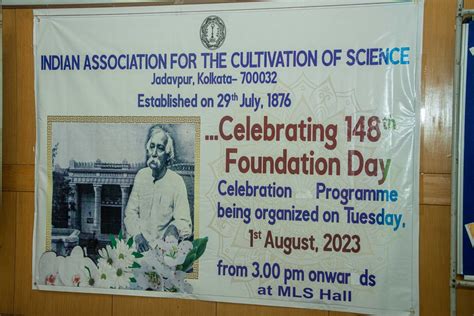 INDIAN ASSOCIATION FOR THE CULTIVATION OF SCIENCE
Jadavpur, Kolkata- 700032
Established on 29th July, 1876
...Celebrating 148th
Foundation Day
Celebration Programme
being organized on Tuesday,
1st August, 2023
from 3.00 pm onwards
at MLS Hall